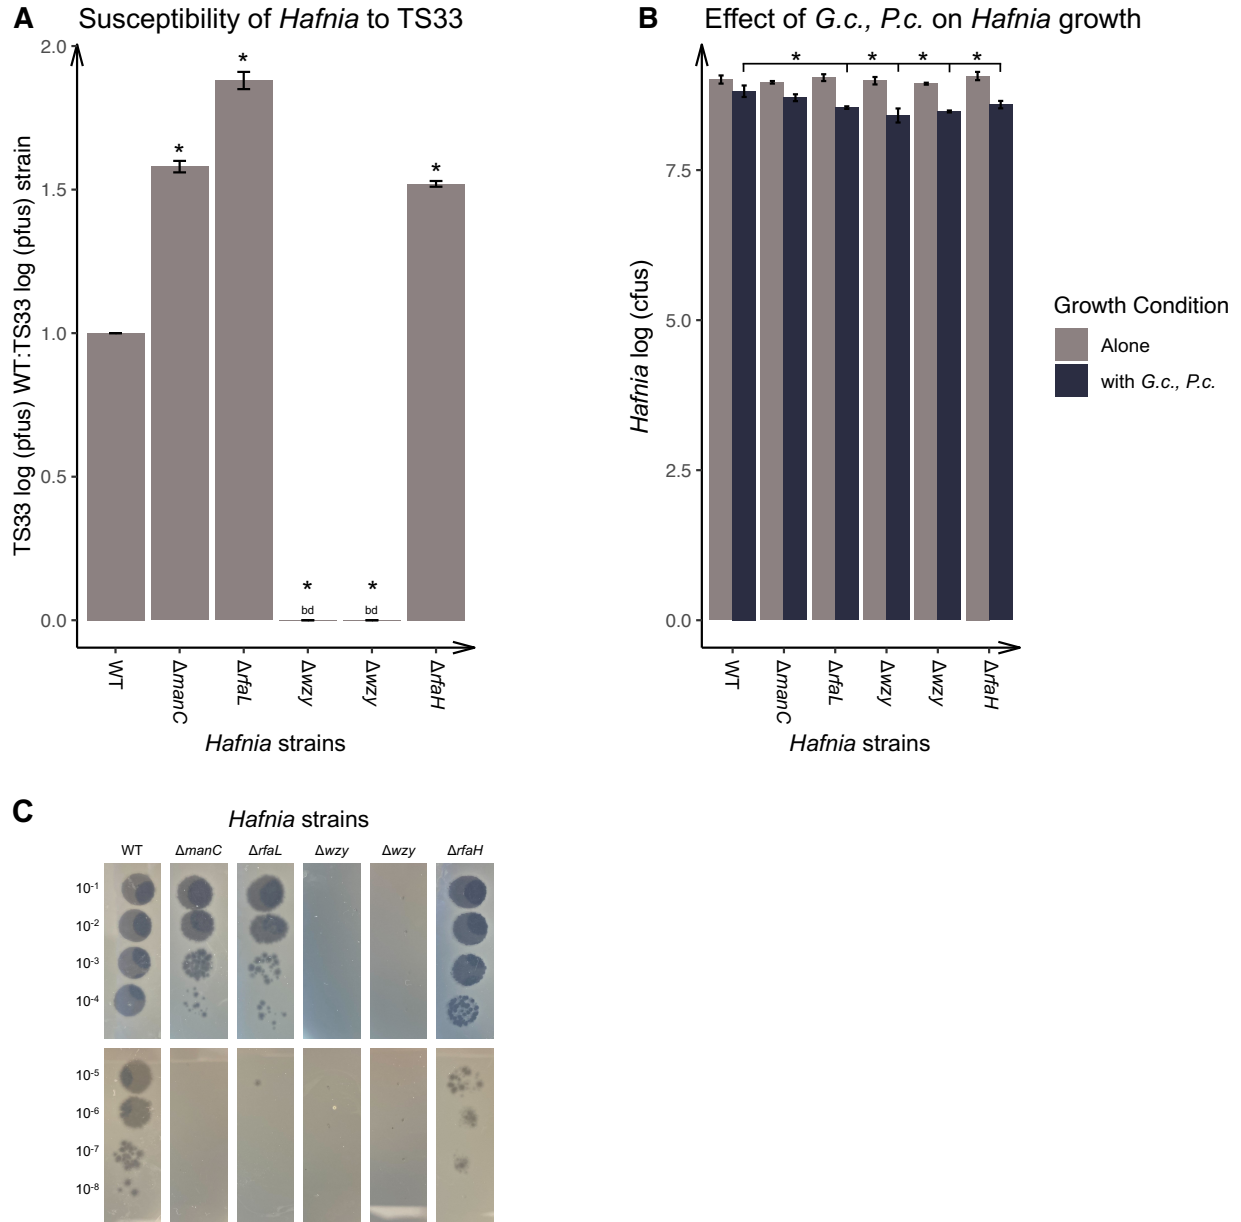 A Susceptibility of Hafnia to TS33
TS33 log (pfus) WT:TS33 log (pfus) strain
2.0
1.5
1.0
0.5
0.0
*
*
*
*
*
bd
bd
WT
ΔmanC
ΔrfaL
Δwzy
Δwzy
ΔrfaH
Hafnia strains
B Effect of G.c., P.c. on Hafnia growth
Hafnia log (cfus)
7.5
5.0
2.5
0.0
* * * *
WT
ΔmanC
ΔrfaL
Δwzy
Δwzy
ΔrfaH
Hafnia strains
Growth Condition
Alone
with G.c., P.c.
C
Hafnia strains
WT ΔmanC ΔrfaL Δwzy Δwzy ΔrfaH
10-1
10-2
10-3
10-4
10-5
10-6
10-7
10-8